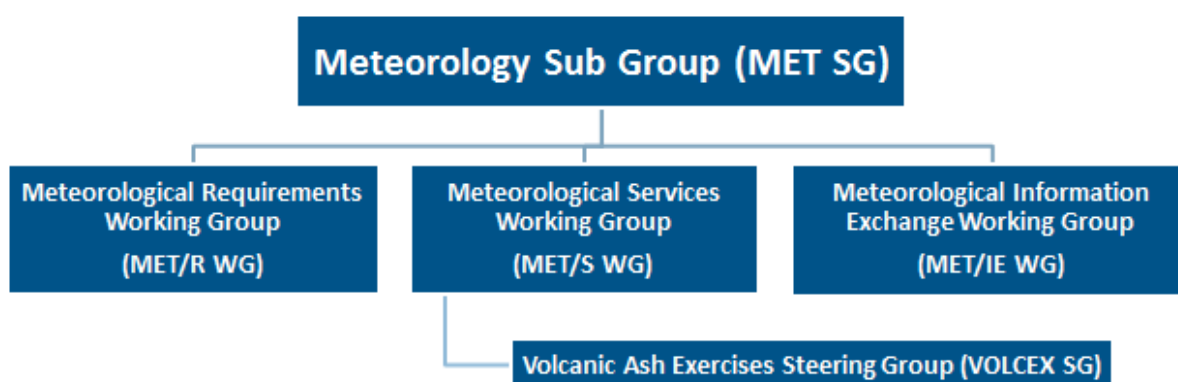 Meteorology Sub Group (MET SG)
Meteorological Requirements
Working Group
(MET/R WG)
Meteorological Services
Working Group
(MET/S WG)
Meteorological Information
Exchange Working Group
(MET/IE WG)
Volcanic Ash Exercises Steering Group (VOLCEX SG)